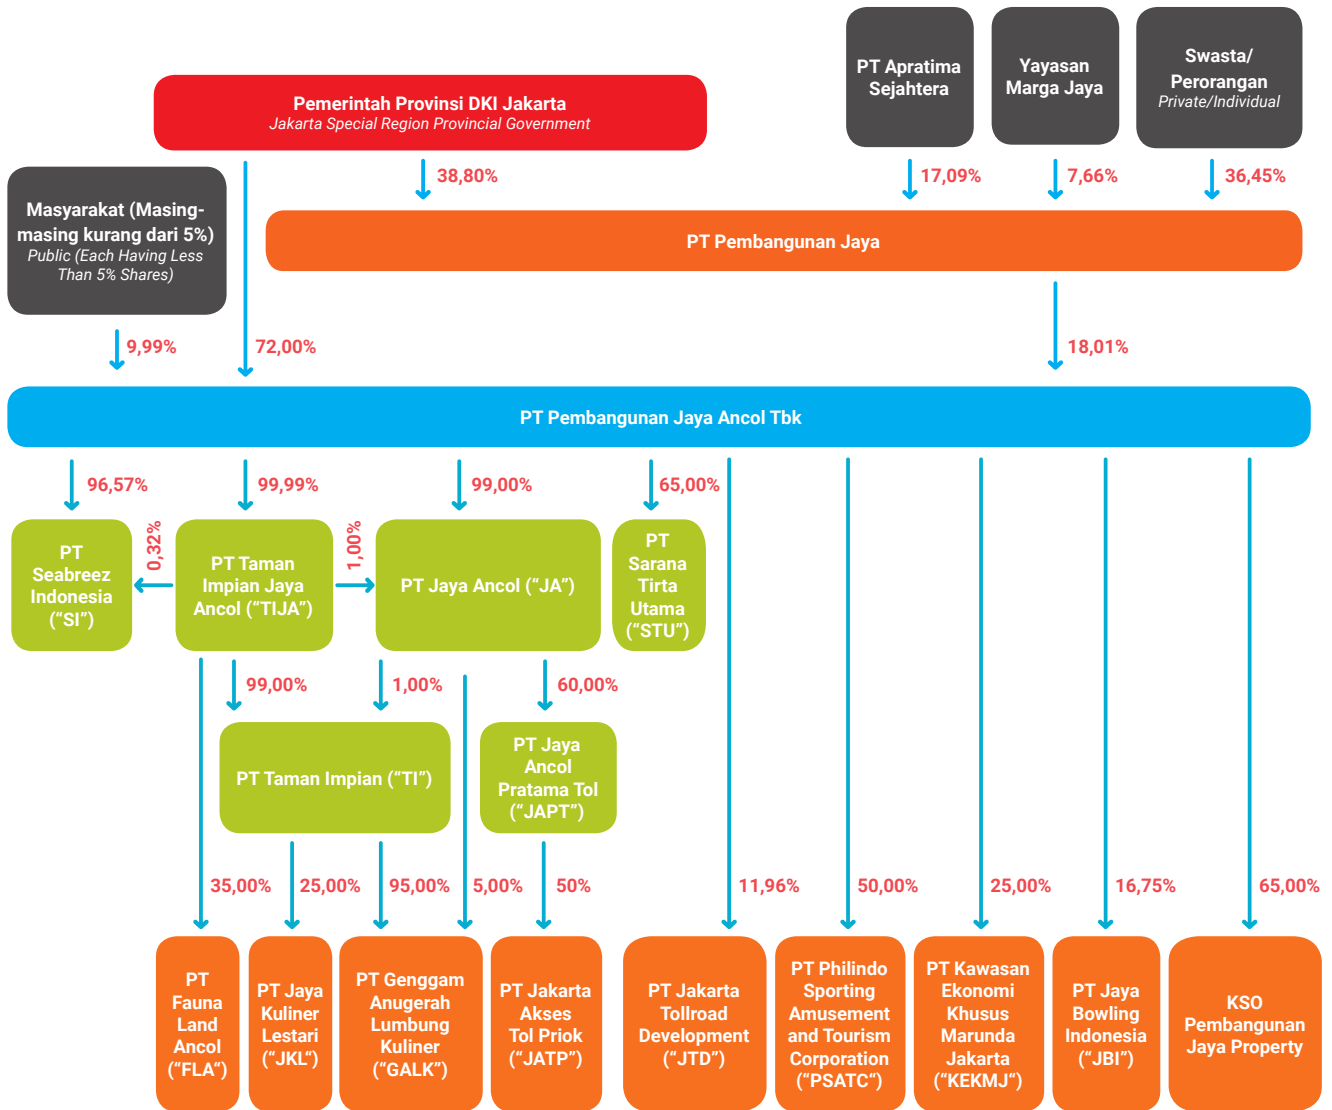 PT Apratima
Sejahtera
Yayasan
Marga Jaya
Swasta/
Perorangan
Private/Individual
Pemerintah Provinsi DKI Jakarta
Jakarta Special Region Provincial Government
38,80%
17,09%
7,66%
36,45%
Masyarakat (Masing-
masing kurang dari 5%)
Public (Each Having Less
Than 5% Shares)
PT Pembangunan Jaya
9,99%
72,00%
18,01%
PT Pembangunan Jaya Ancol Tbk
96,57%
99,99%
99,00%
65,00%
PT
Seabreez
Indonesia
(“SI”)
0,32%
PT Taman
Impian Jaya
Ancol (“TIJA”)
1,00%
PT Jaya Ancol (“JA”)
PT
Sarana
Tirta
Utama
(“STU”)
99,00%
1,00%
60,00%
PT Taman Impian (“TI”)
PT Jaya
Ancol
Pratama Tol
(“JAPT”)
35,00%
25,00%
95,00%
5,00%
50%
11,96%
50,00%
25,00%
16,75%
65,00%
PT
Fauna
Land
Ancol
(“FLA“)
PT Jaya
Kuliner
Lestari
(“JKL“)
PT Genggam
Anugerah
Lumbung
Kuliner
(“GALK”)
PT Jakarta
Akses
Tol Priok
(“JATP”)
PT Jakarta
Tollroad
Development
(“JTD”)
PT Philindo
Sporting
Amusement
and Tourism
Corporation
(“PSATC“)
PT Kawasan
Ekonomi
Khusus
Marunda
Jakarta
(“KEKMJ“)
PT Jaya
Bowling
Indonesia
(“JBI”)
KSO
Pembangunan
Jaya Property